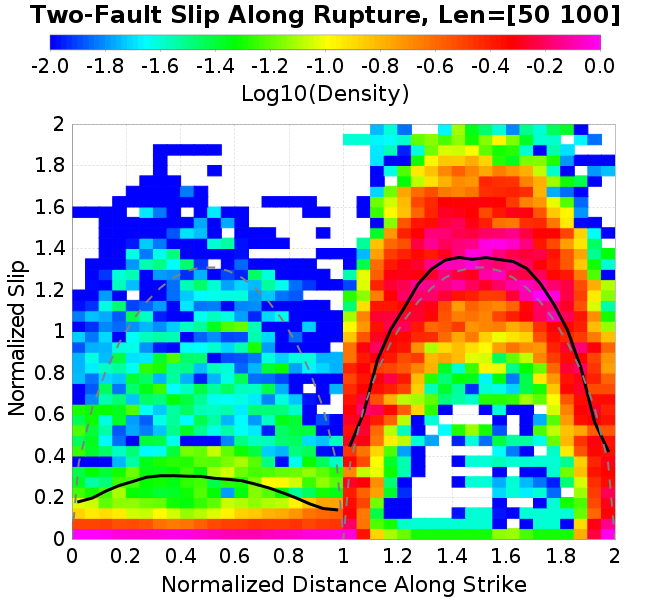 Two-Fault Slip Along Rupture, Len=[50 100]
-2.0 -1.8 -1.6 -1.4 -1.2 -1.0 -0.8 -0.6 -0.4 -0.2 0.0
Log10(Density)
2
1.8
1.6
1.4
1.2
1
0.8
0.6
0.4
0.2
0
Normalized Slip
0 0.2 0.4 0.6 0.8 1 1.2 1.4 1.6 1.8 2
Normalized Distance Along Strike